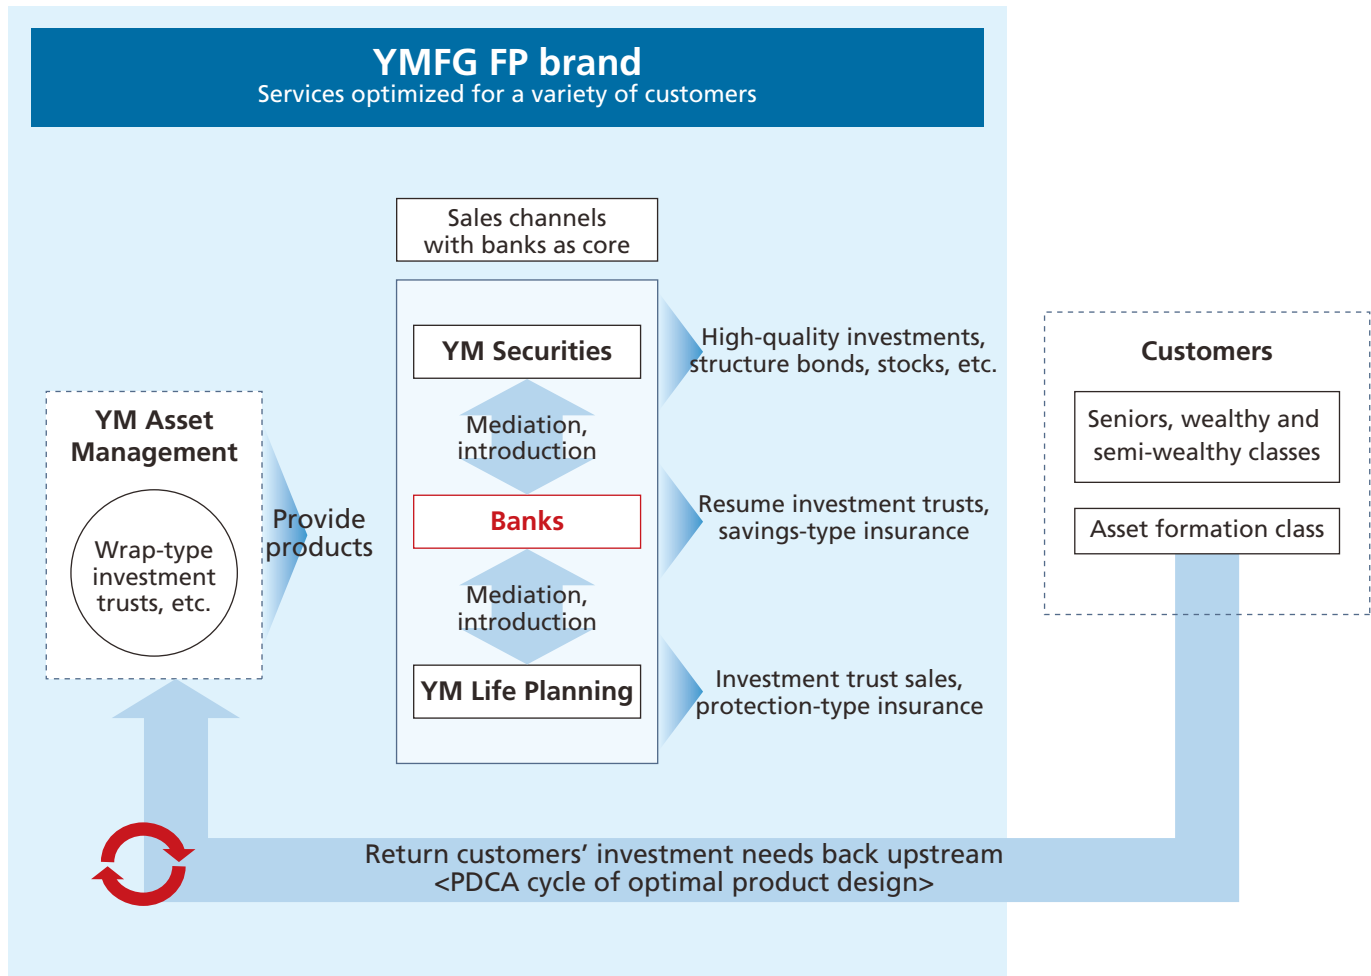 YMFG FP brand
Services optimized for a variety of customers
Sales channels
with banks as core
YM Asset
Management
Wrap-type
investment
trusts, etc.
Provide
products
YM Securities
Mediation,
introduction
Banks
Mediation,
introduction
YM Life Planning
High-quality investments,
structure bonds, stocks, etc.
Resume investment trusts,
savings-type insurance
Investment trust sales,
protection-type insurance
Customers
Seniors, wealthy and
semi-wealthy classes
Asset formation class
Return customers’ investment needs back upstream
<PDCA cycle of optimal product design>